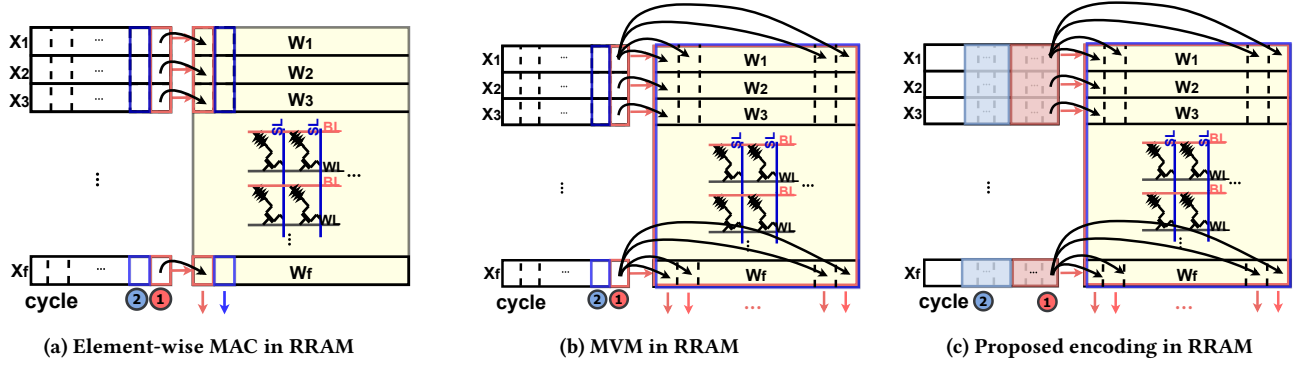 X1 ... W1
X2 W2
X3 W3
SL SL BL
WL ...
BL
WL
...
...
Xf ... Wf
cycle 2 1
(a) Element-wise MAC in RRAM
X1 ... W1
X2 W2
X3 W3
SL SL BL
WL ...
BL
WL
...
...
Xf ... Wf
cycle 2 1 ...
(b) MVM in RRAM
X1 ... ... W1
X2 W2
X3 ... ... W3
SL SL BL
WL ...
BL
WL
...
...
Xf ... ... Wf
cycle 2 1 ...
(c) Proposed encoding in RRAM